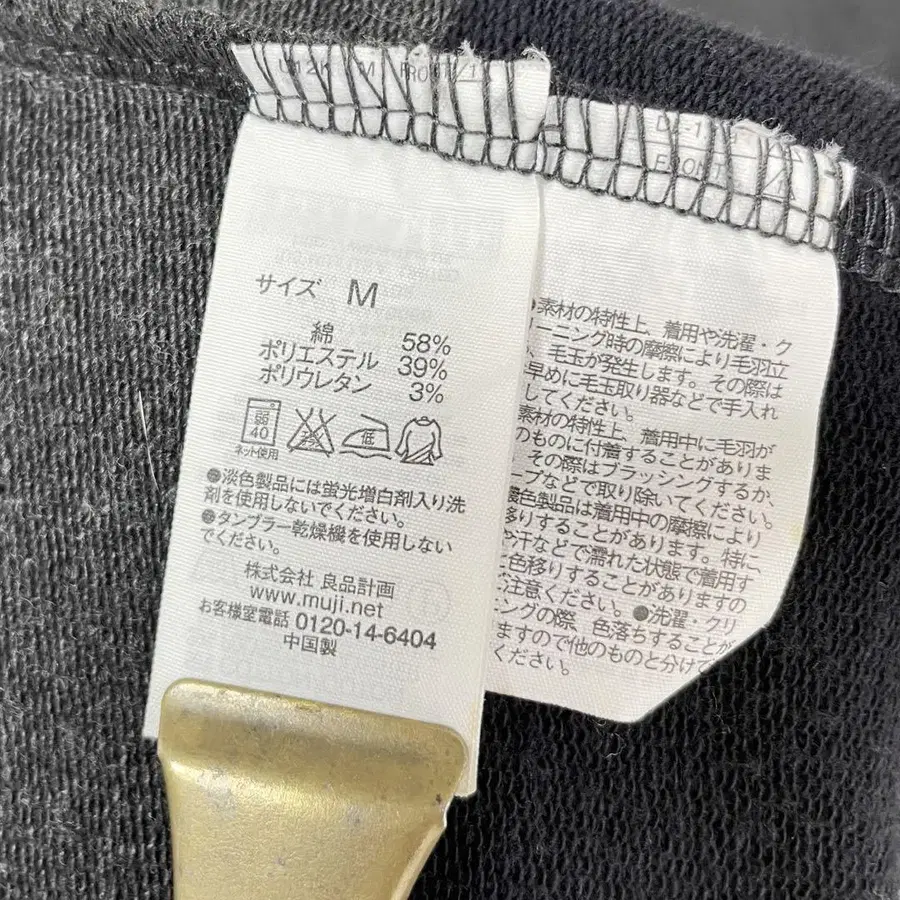 FRONT
サイズ M
綿 58%
ポリエステル 39%
ポリウレタン 3%
弱
40
ネット使用
低
●淡色製品には蛍光増白剤入り洗
剤を使用しないでください。
●タンブラー乾燥機を使用しない
でください。
株式会社 良品計画
www.muji.net
お客様室電話 0120-14-6404
中国製
FRONT
●素材の特性上、着用や洗濯・ク
リーニング時の摩擦により毛羽立
、毛玉が発生します。その際は
早めに毛玉取り器などで手入れ
してください。
素材の特性上、着用中に毛羽が
のものに付着することがありま
。その際はブラッシングするか、
ープなどで取り除いてください。
色製品は着用中の摩擦により
移りすることがあります。特に
や汗などで濡れた状態で着用す
色移りすることがありますの
ご注意ください。●洗濯・クリ
ニングの際、色落ちすることが
ますので他のものと分けて
ください。